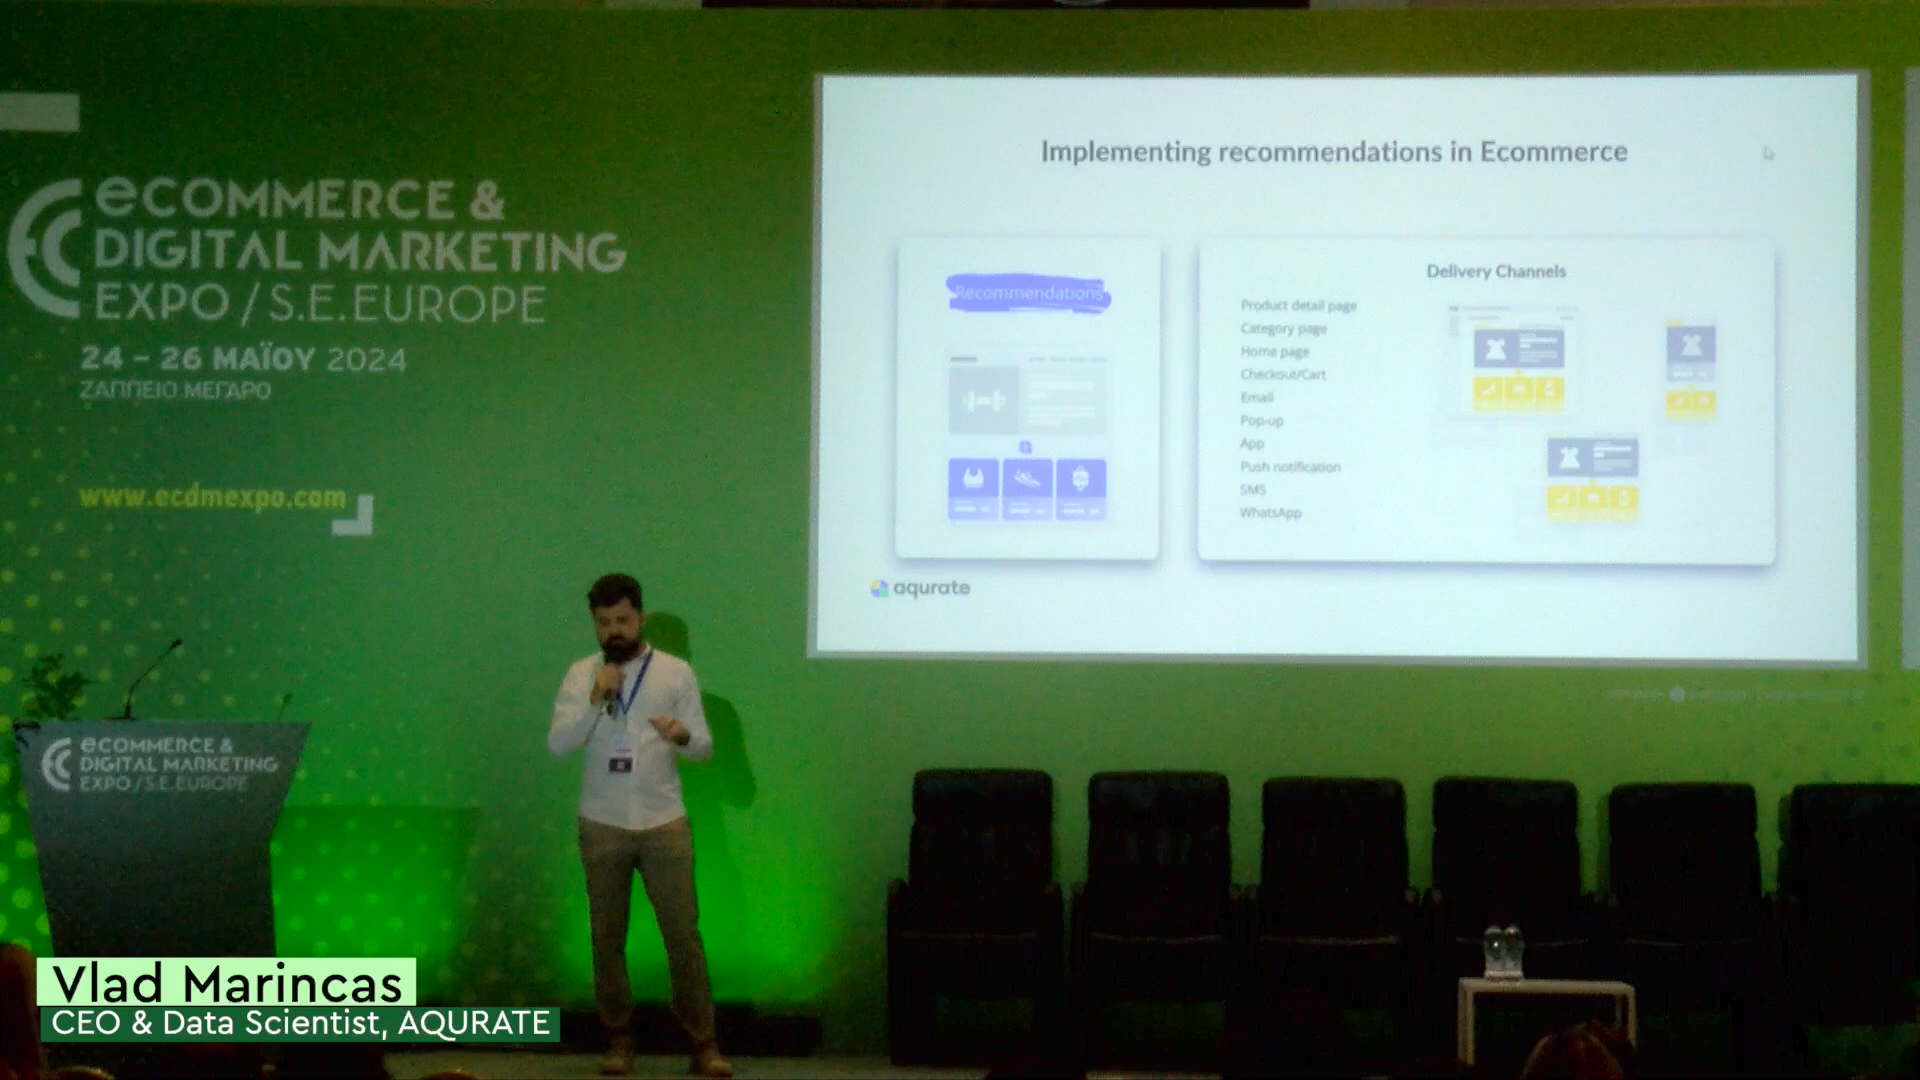 eCOMMERCE &
DIGITAL MARKETING
EXPO / S.E.EUROPE
24 – 26 ΜΑΪΟΥ 2024
ΖΑΠΠΕΙΟ ΜΕΓΑΡΟ
www.ecdmexpo.com
Implementing recommendations in Ecommerce
Recommendations
Delivery Channels
Product detail page
Category page
Home page
Checkout/Cart
Email
Pop-up
App
Push notification
SMS
WhatsApp
aqurate
eCOMMERCE &
DIGITAL MARKETING
EXPO / S.E.EUROPE
Vlad Marincas
CEO & Data Scientist, AQURATE